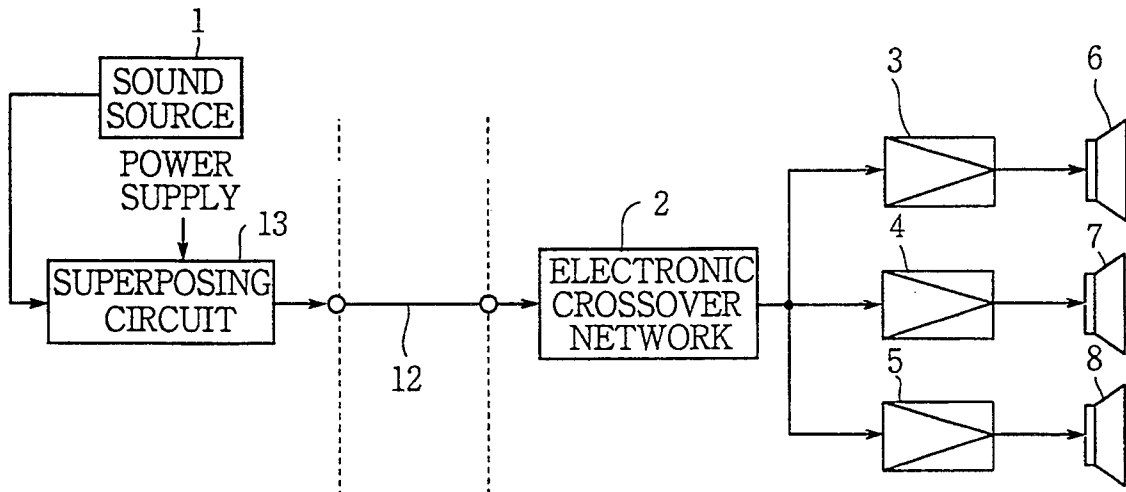 1
SOUND
SOURCE
POWER
SUPPLY
13
SUPERPOSING
CIRCUIT
12
2
ELECTRONIC
CROSSOVER
NETWORK
3
6
4
7
5
8